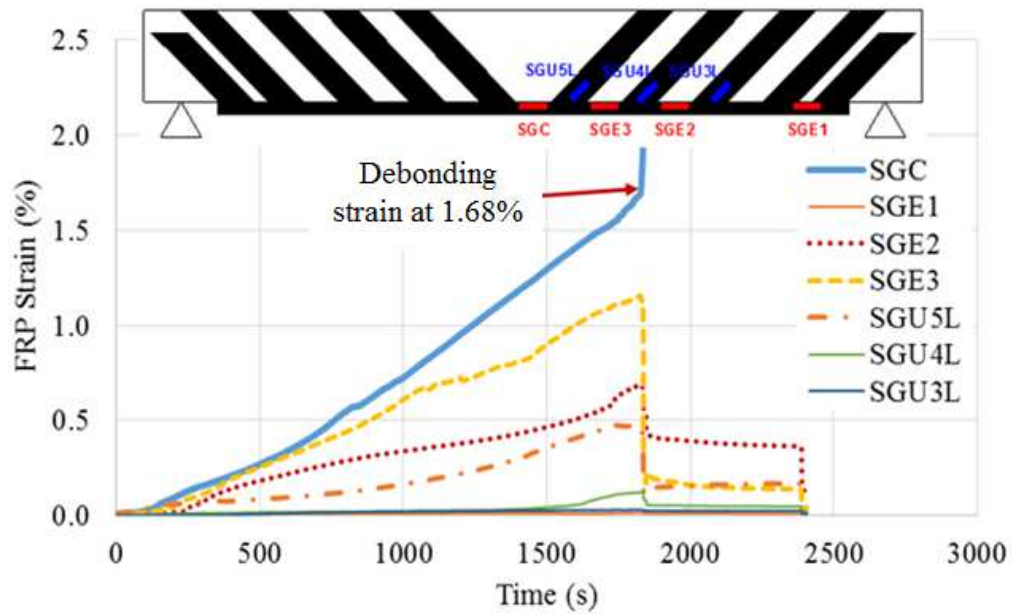 2.5
SGU5L SGU4L SGU3L
SGC SGE3 SGE2 SGE1
2.0
Debonding
strain at 1.68%
1.5
1.0
0.5
0.0
FRP Strain (%)
SGC
SGE1
SGE2
SGE3
SGU5L
SGU4L
SGU3L
0 500 1000 1500 2000 2500 3000
Time (s)